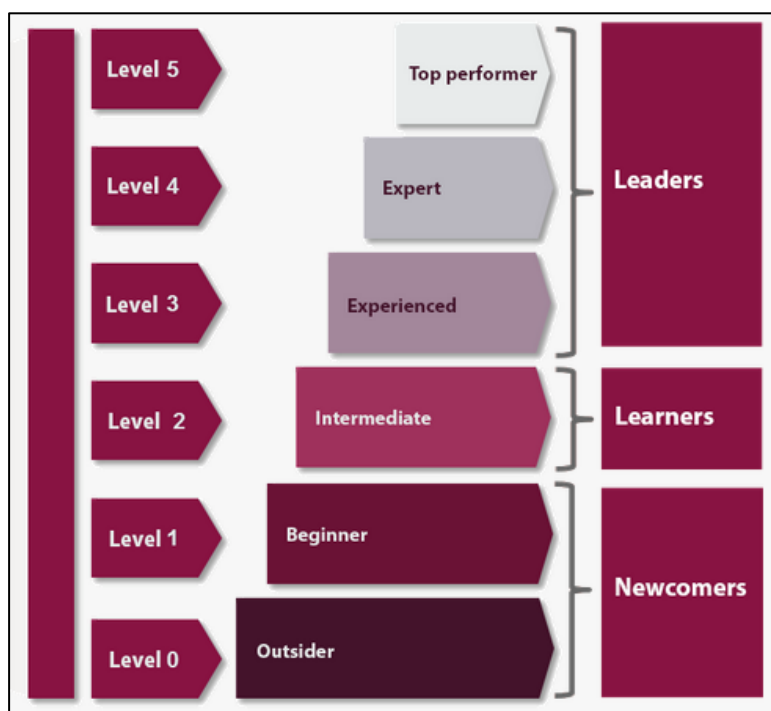 Level 5
Top performer
Level 4
Expert
Leaders
Level 3
Experienced
Level 2
Intermediate
Learners
Level 1
Beginner
Newcomers
Level 0
Outsider